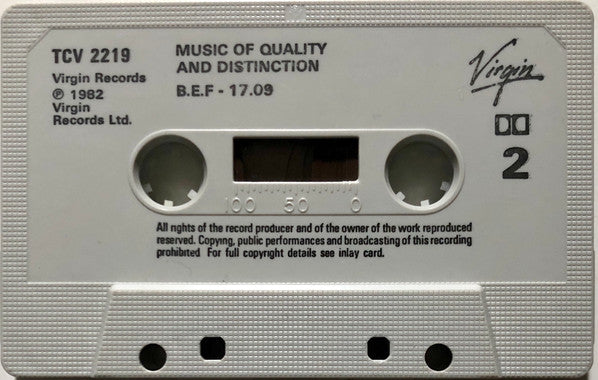 TCV 2219
Virgin Records
℗ 1982
Virgin
Records Ltd.
MUSIC OF QUALITY
AND DISTINCTION
B.E.F - 17.09
Virgin
2
100 50 0
All rights of the record producer and of the owner of the work reproduced
reserved. Copying, public performances and broadcasting of this recording
prohibited For full copyright details see inlay card.